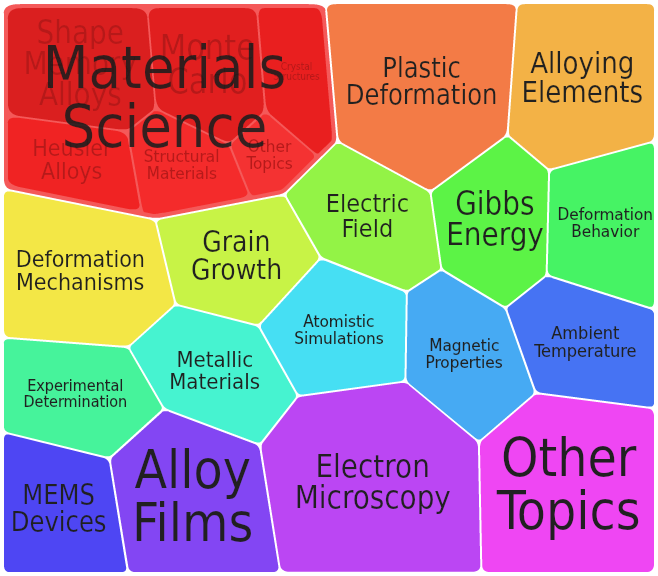 Shape
Memory
Alloys
Monte
Carlo
Crystal
Structures
Materials
Science
Heusler
Alloys
Structural
Materials
Other
Topics
Plastic
Deformation
Alloying
Elements
Electric
Field
Gibbs
Energy
Deformation
Behavior
Deformation
Mechanisms
Grain
Growth
Atomistic
Simulations
Magnetic
Properties
Ambient
Temperature
Metallic
Materials
Experimental
Determination
MEMS
Devices
Alloy
Films
Electron
Microscopy
Other
Topics